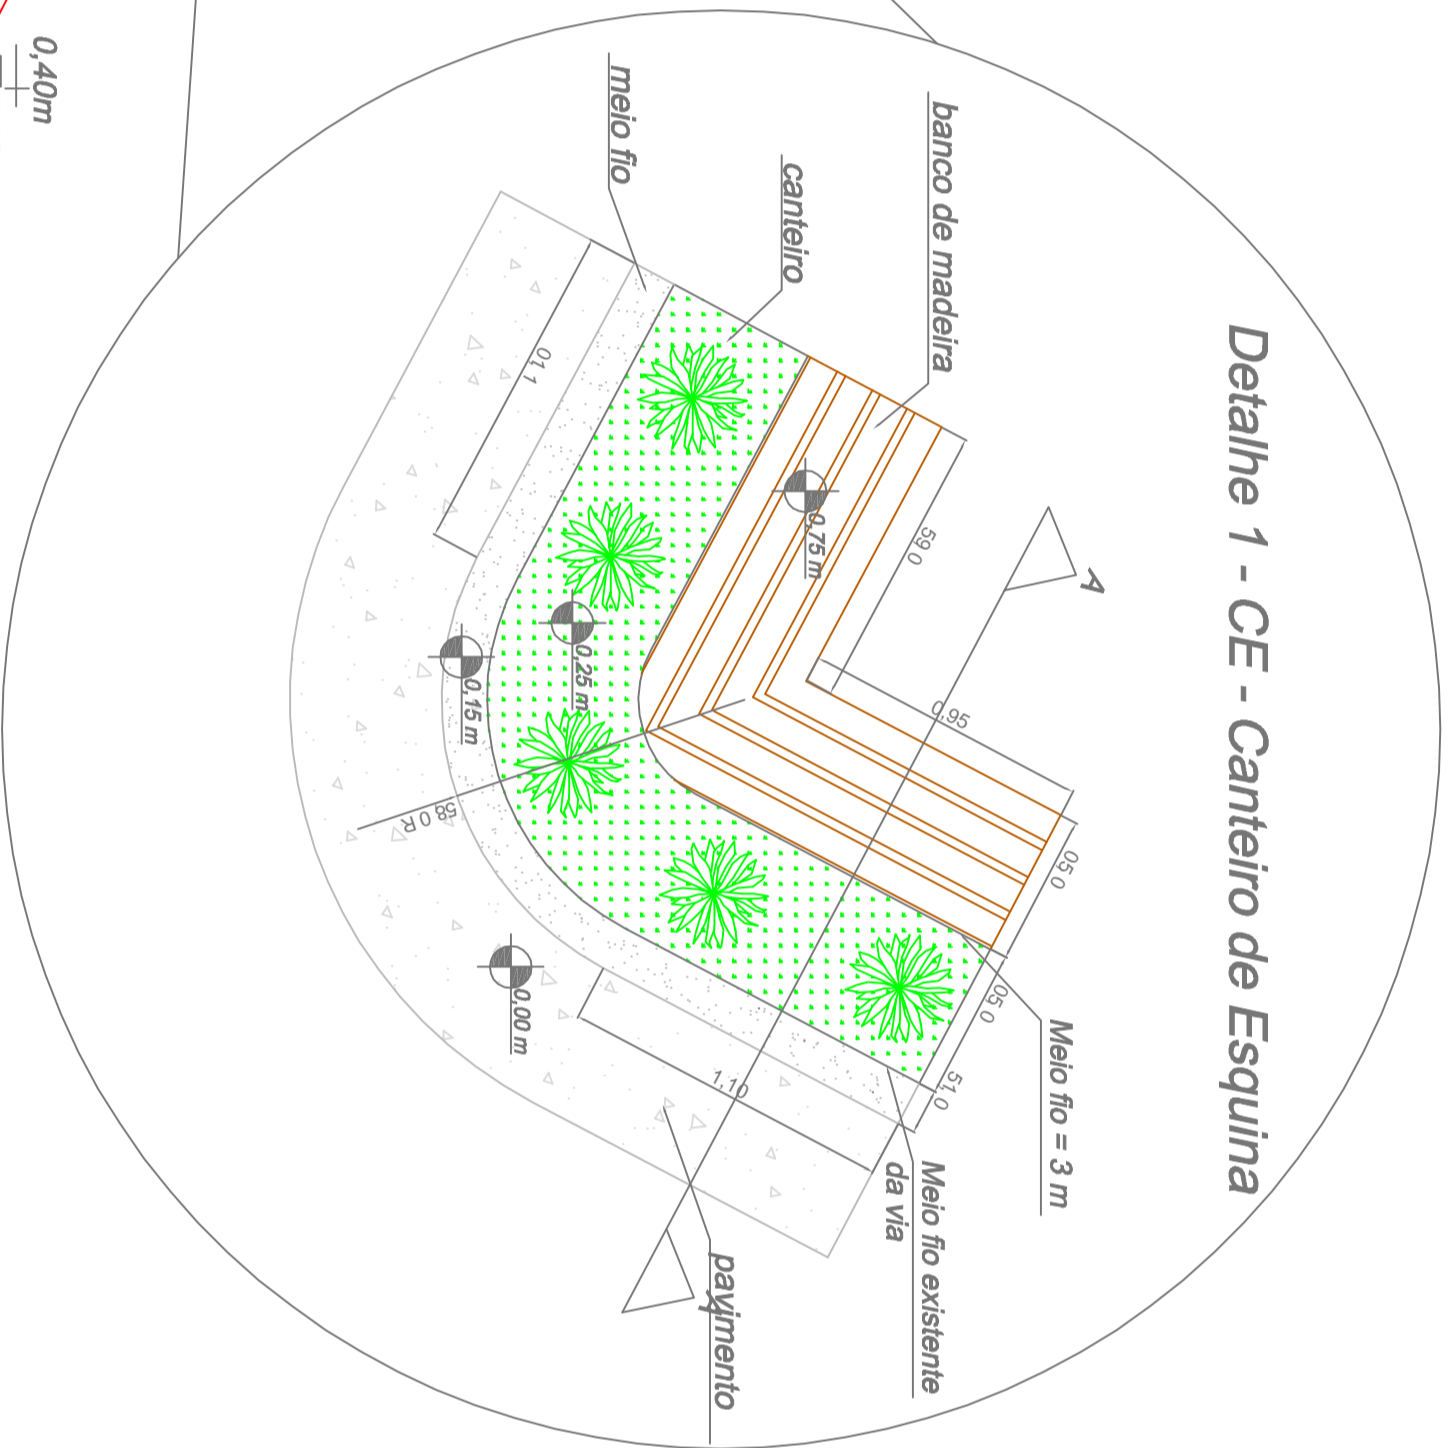 Detalhe 1 - CE - Canteiro de Esquina
A
banco de madeira
canteiro
meio fio
0,40m
0,95
0,95
0,75 m
0,50
0,50
0,15
Meio fio = 3 m
Meio fio existente
da via
0,25 m
0,15 m
0,00 m
1,10
1,10
R 0,85
pavimento
A